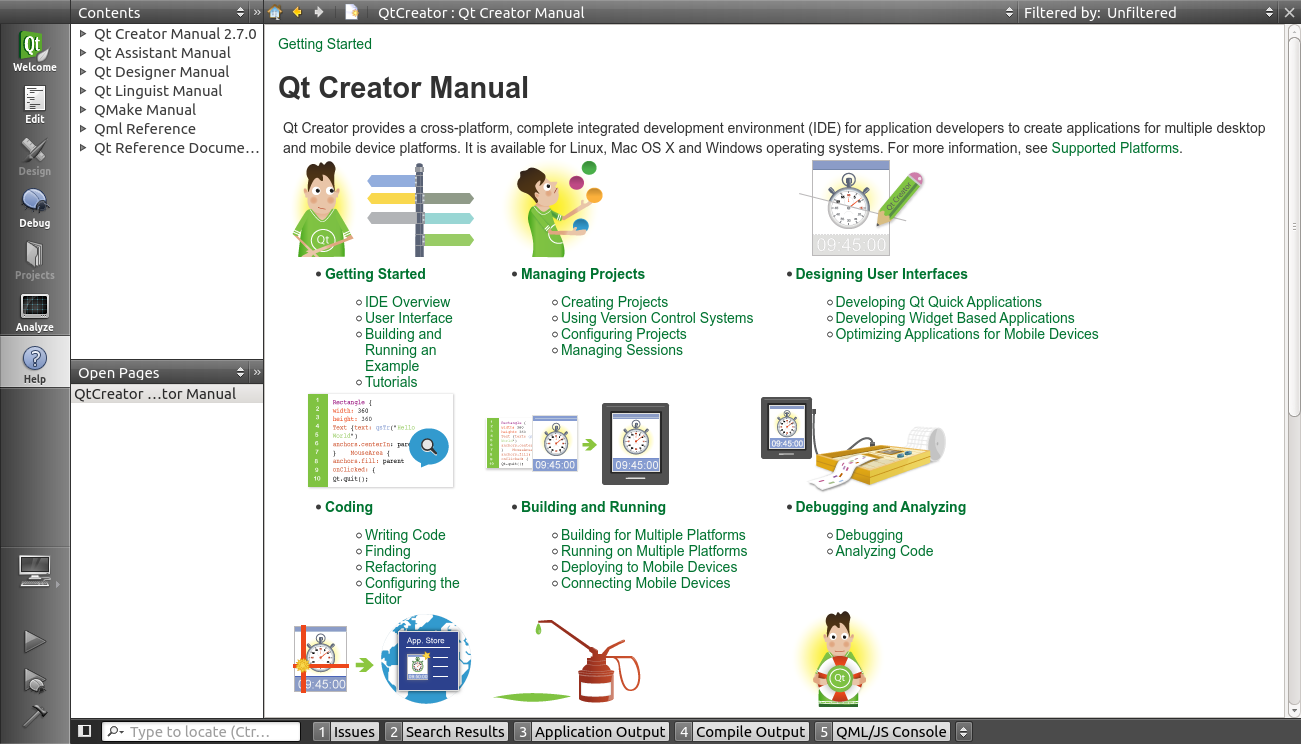 Contents
QtCreator : Qt Creator Manual
Filtered by: Unfiltered
Qt
Welcome
Edit
Design
Debug
Projects
Analyze
Help
Qt Creator Manual 2.7.0
Qt Assistant Manual
Qt Designer Manual
Qt Linguist Manual
QMake Manual
Qml Reference
Qt Reference Docume…
Open Pages
QtCreator …tor Manual
Getting Started
Qt Creator Manual
Qt Creator provides a cross-platform, complete integrated development environment (IDE) for application developers to create applications for multiple desktop
and mobile device platforms. It is available for Linux, Mac OS X and Windows operating systems. For more information, see Supported Platforms.
Qt
Qt Creator
09:45:00
Getting Started
IDE Overview
User Interface
Building and
Running an
Example
Tutorials
Managing Projects
Creating Projects
Using Version Control Systems
Configuring Projects
Managing Sessions
Designing User Interfaces
Developing Qt Quick Applications
Developing Widget Based Applications
Optimizing Applications for Mobile Devices
1 Rectangle {
2 width: 360
3 height: 360
4 Text {text: qsTr("Hello
5 World")
6 anchors.centerIn: pare
7 } MouseArea {
8 anchors.fill: parent
9 onClicked: {
10 Qt.quit();
09:45:00
09:45:00
09:45:00
Coding
Writing Code
Finding
Refactoring
Configuring the
Editor
Building and Running
Building for Multiple Platforms
Running on Multiple Platforms
Deploying to Mobile Devices
Connecting Mobile Devices
Debugging and Analyzing
Debugging
Analyzing Code
09:45:00
App. Store
Qt
Type to locate (Ctr…
1 Issues
2 Search Results
3 Application Output
4 Compile Output
5 QML/JS Console